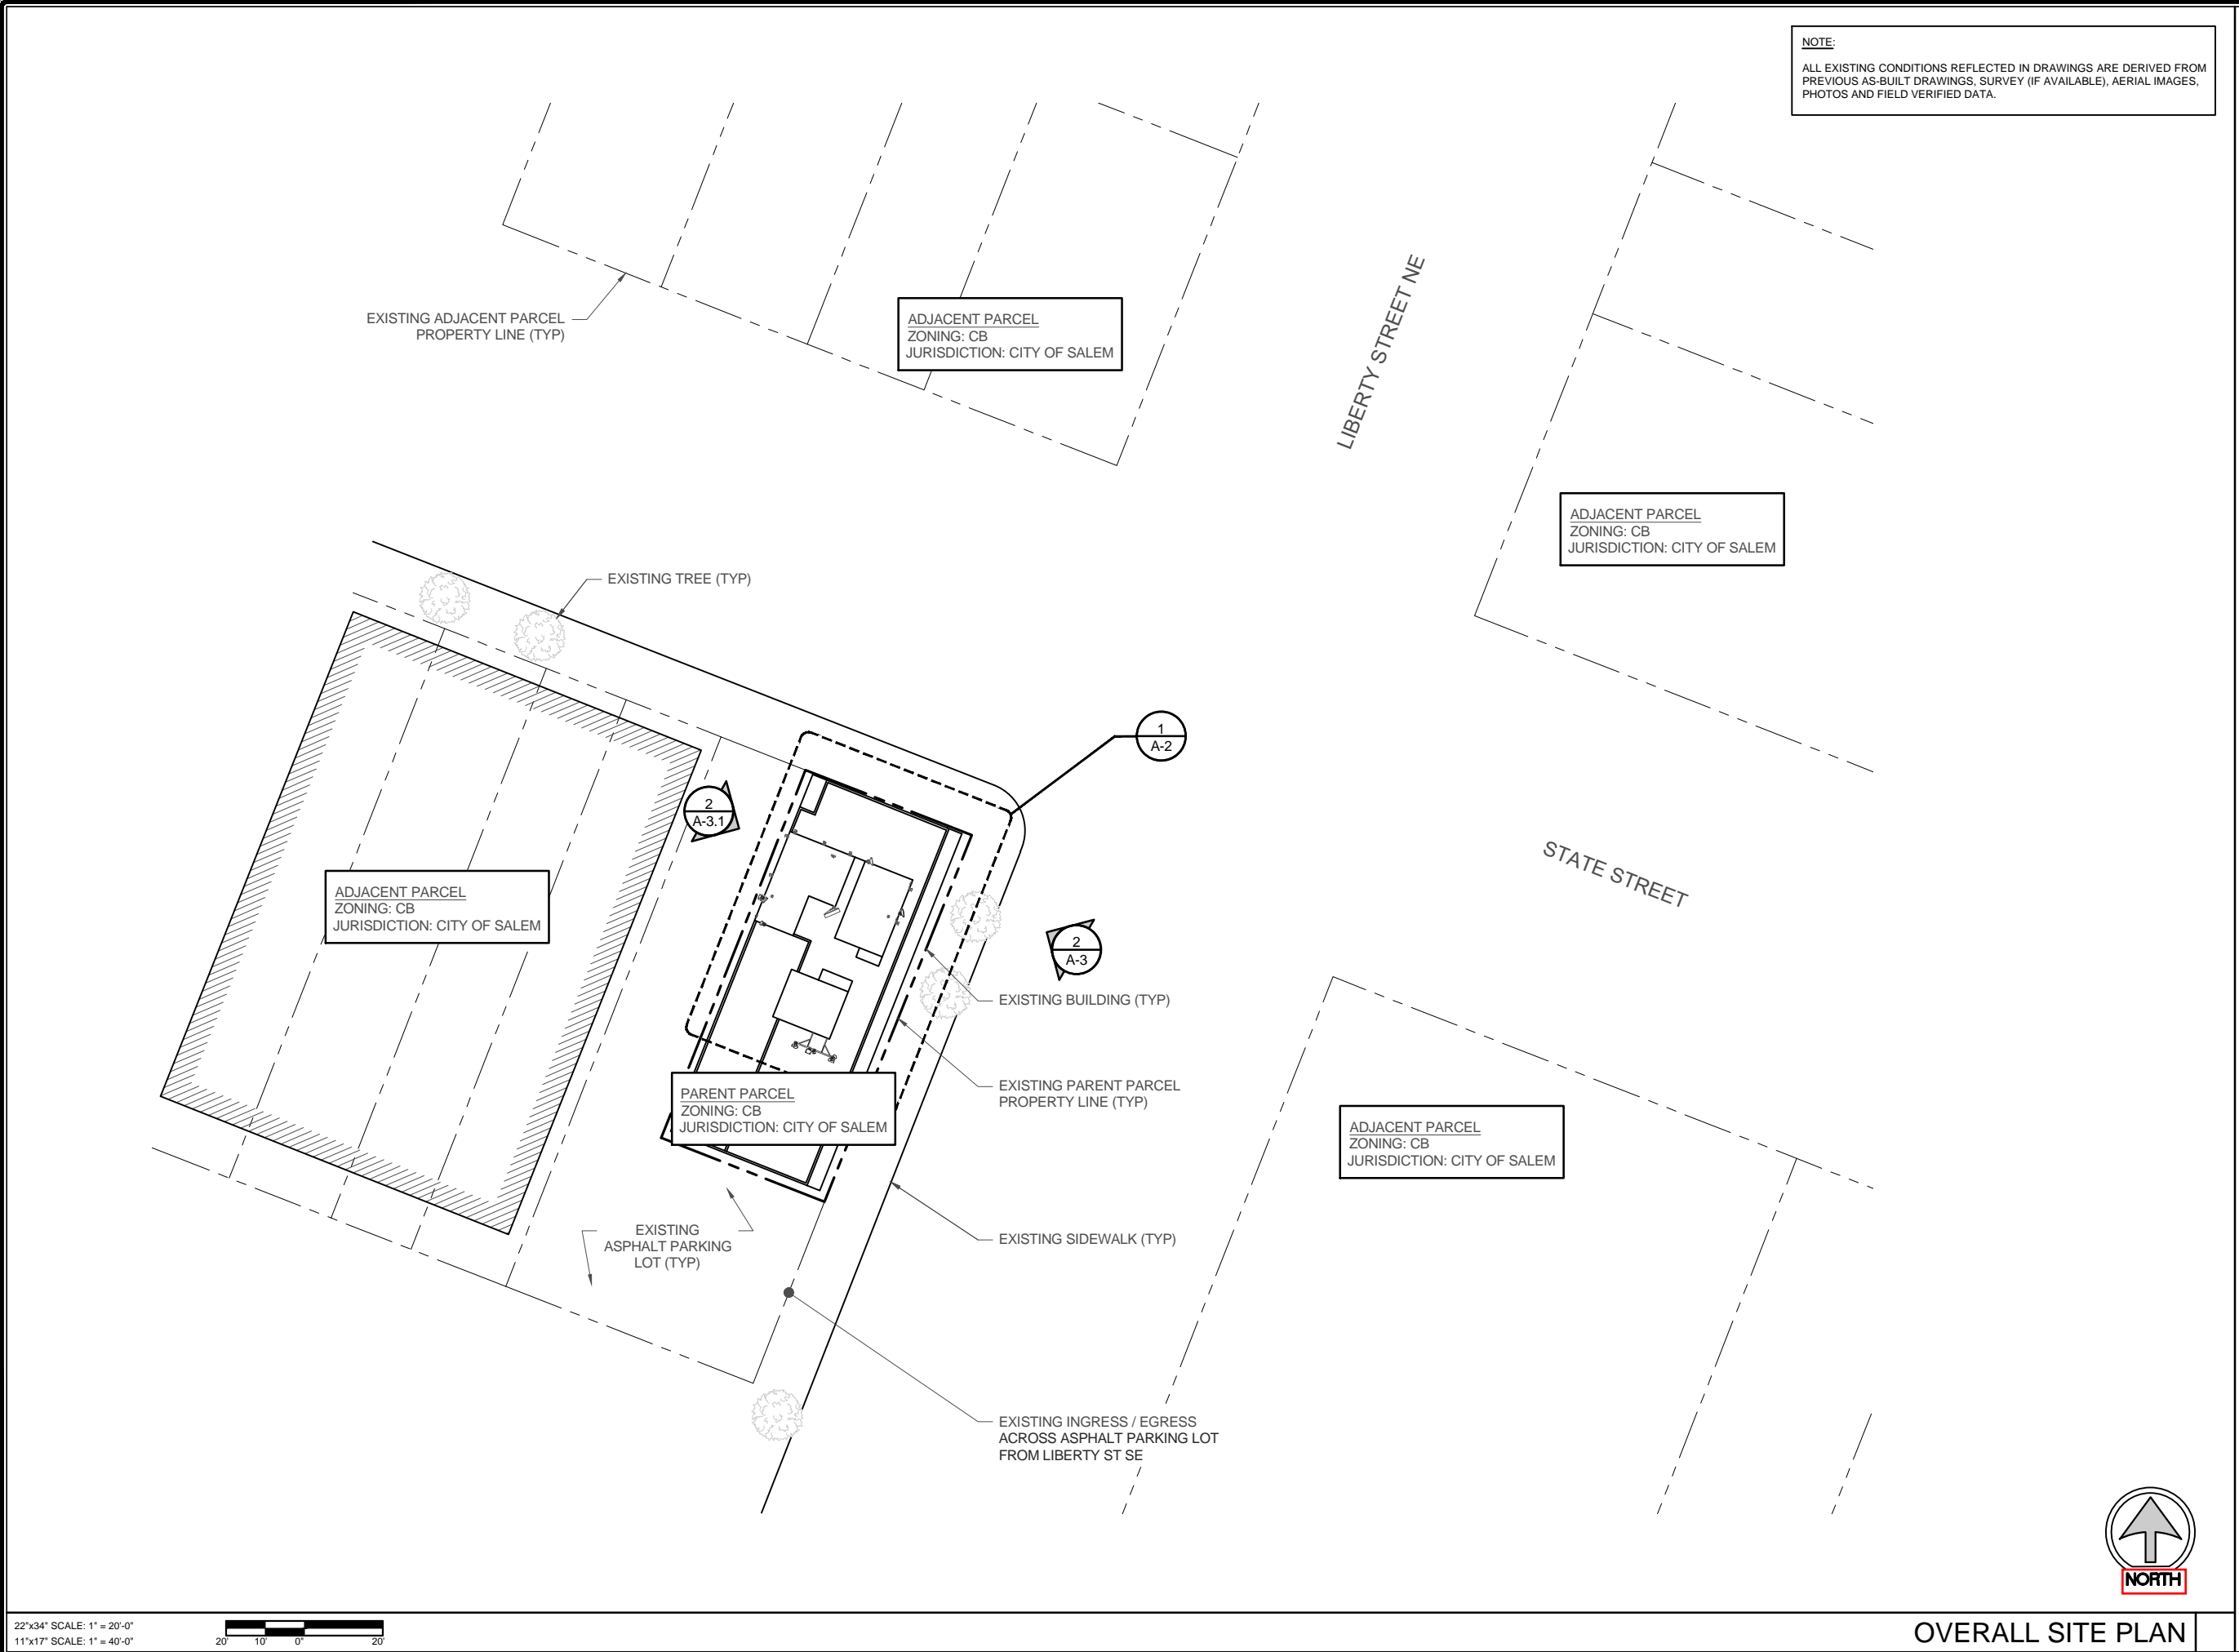 NOTE:
ALL EXISTING CONDITIONS REFLECTED IN DRAWINGS ARE DERIVED FROM
PREVIOUS AS-BUILT DRAWINGS, SURVEY (IF AVAILABLE), AERIAL IMAGES,
PHOTOS AND FIELD VERIFIED DATA.
EXISTING ADJACENT PARCEL
PROPERTY LINE (TYP)
ADJACENT PARCEL
ZONING: CB
JURISDICTION: CITY OF SALEM
LIBERTY STREET NE
ADJACENT PARCEL
ZONING: CB
JURISDICTION: CITY OF SALEM
EXISTING TREE (TYP)
1
A-2
2
A-3.1
STATE STREET
ADJACENT PARCEL
ZONING: CB
JURISDICTION: CITY OF SALEM
2
A-3
EXISTING BUILDING (TYP)
EXISTING PARENT PARCEL
PROPERTY LINE (TYP)
PARENT PARCEL
ZONING: CB
JURISDICTION: CITY OF SALEM
ADJACENT PARCEL
ZONING: CB
JURISDICTION: CITY OF SALEM
EXISTING
ASPHALT PARKING
LOT (TYP)
EXISTING SIDEWALK (TYP)
EXISTING INGRESS / EGRESS
ACROSS ASPHALT PARKING LOT
FROM LIBERTY ST SE
NORTH
22"x34" SCALE: 1" = 20'-0"
11"x17" SCALE: 1" = 40'-0"
20' 10' 0" 20'
OVERALL SITE PLAN